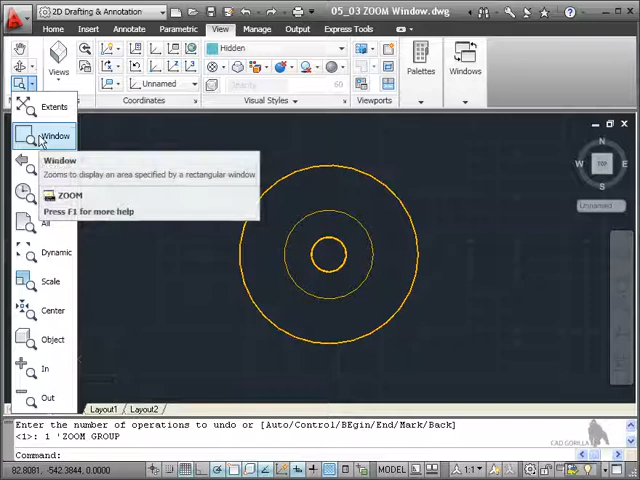 2D Drafting & Annotation
05_03 ZOOM Window.dwg
Home Insert Annotate Parametric View Manage Output Express Tools
Hidden
Unnamed
Views
Palettes
Windows
Coordinates
Visual Styles
Viewports
Extents
Window
Window
Zooms to display an area specified by a rectangular window
ZOOM
Press F1 for more help
All
Dynamic
Scale
Center
Object
In
Out
N
W TOP E
S
Unnamed
Layout1 Layout2
Enter the number of operations to undo or [Auto/Control/BEgin/End/Mark/Back]
<1>: 1 'ZOOM GROUP
Command:
CAD GORILLA
82.8081, -542.3844, 0.0000
MODEL
1:1